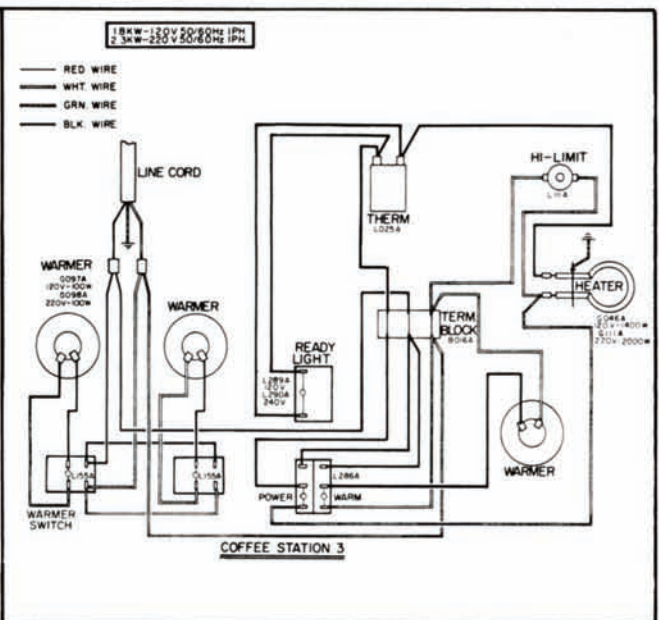 1.8KW-120V 50/60Hz 1PH
2.3KW-220V 50/60Hz 1PH.
RED WIRE
WHT. WIRE
GRN. WIRE
BLK. WIRE
LINE CORD
HI-LIMIT
L111A
THERM.
L025A
WARMER
G097A
120V-100W
G098A
220V-100W
WARMER
HEATER
G046A
120V-1400W
G111A
220V-2000W
TERM.
BLOCK
B016A
READY
LIGHT
L289A
120V
L290A
240V
WARMER
L155A
L155A
L286A
POWER
WARM
WARMER
SWITCH
COFFEE STATION 3